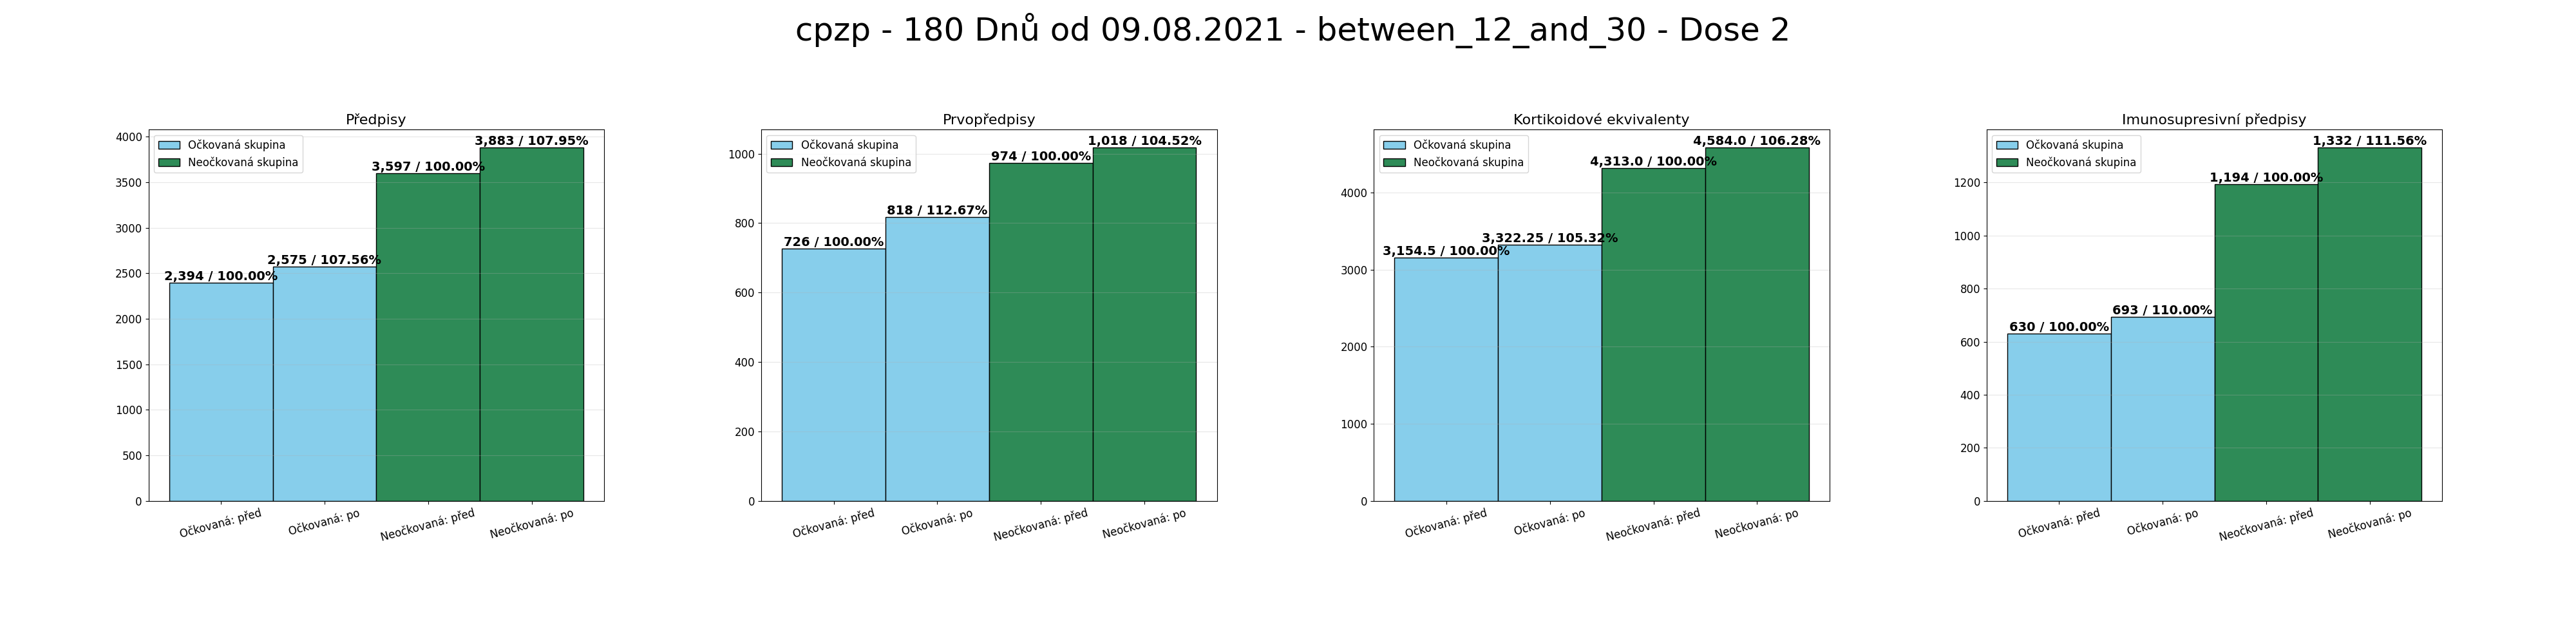 cpzp - 180 Dnů od 09.08.2021 - between_12_and_30 - Dose 2
Předpisy
Očkovaná skupina
Neočkovaná skupina
4000
3500
3000
2500
2000
1500
1000
500
0
2,394 / 100.00%
2,575 / 107.56%
3,597 / 100.00%
3,883 / 107.95%
Očkovaná: před
Očkovaná: po
Neočkovaná: před
Neočkovaná: po
Prvopředpisy
Očkovaná skupina
Neočkovaná skupina
1000
800
600
400
200
0
726 / 100.00%
818 / 112.67%
974 / 100.00%
1,018 / 104.52%
Očkovaná: před
Očkovaná: po
Neočkovaná: před
Neočkovaná: po
Kortikoidové ekvivalenty
Očkovaná skupina
Neočkovaná skupina
4000
3000
2000
1000
0
3,154.5 / 100.00%
3,322.25 / 105.32%
4,313.0 / 100.00%
4,584.0 / 106.28%
Očkovaná: před
Očkovaná: po
Neočkovaná: před
Neočkovaná: po
Imunosupresivní předpisy
Očkovaná skupina
Neočkovaná skupina
1200
1000
800
600
400
200
0
630 / 100.00%
693 / 110.00%
1,194 / 100.00%
1,332 / 111.56%
Očkovaná: před
Očkovaná: po
Neočkovaná: před
Neočkovaná: po